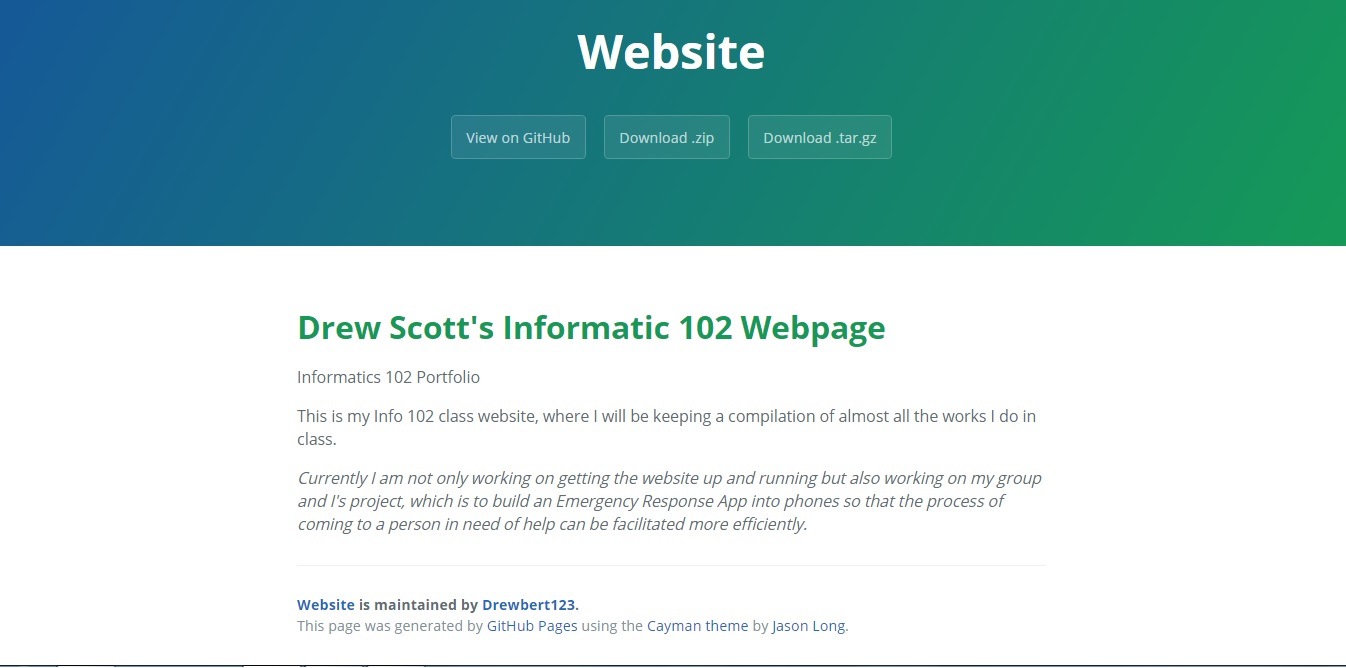 Website
View on GitHub
Download .zip
Download .tar.gz
Drew Scott's Informatic 102 Webpage
Informatics 102 Portfolio
This is my Info 102 class website, where I will be keeping a compilation of almost all the works I do in
class.
Currently I am not only working on getting the website up and running but also working on my group
and I's project, which is to build an Emergency Response App into phones so that the process of
coming to a person in need of help can be facilitated more efficiently.
Website is maintained by Drewbert123.
This page was generated by GitHub Pages using the Cayman theme by Jason Long.